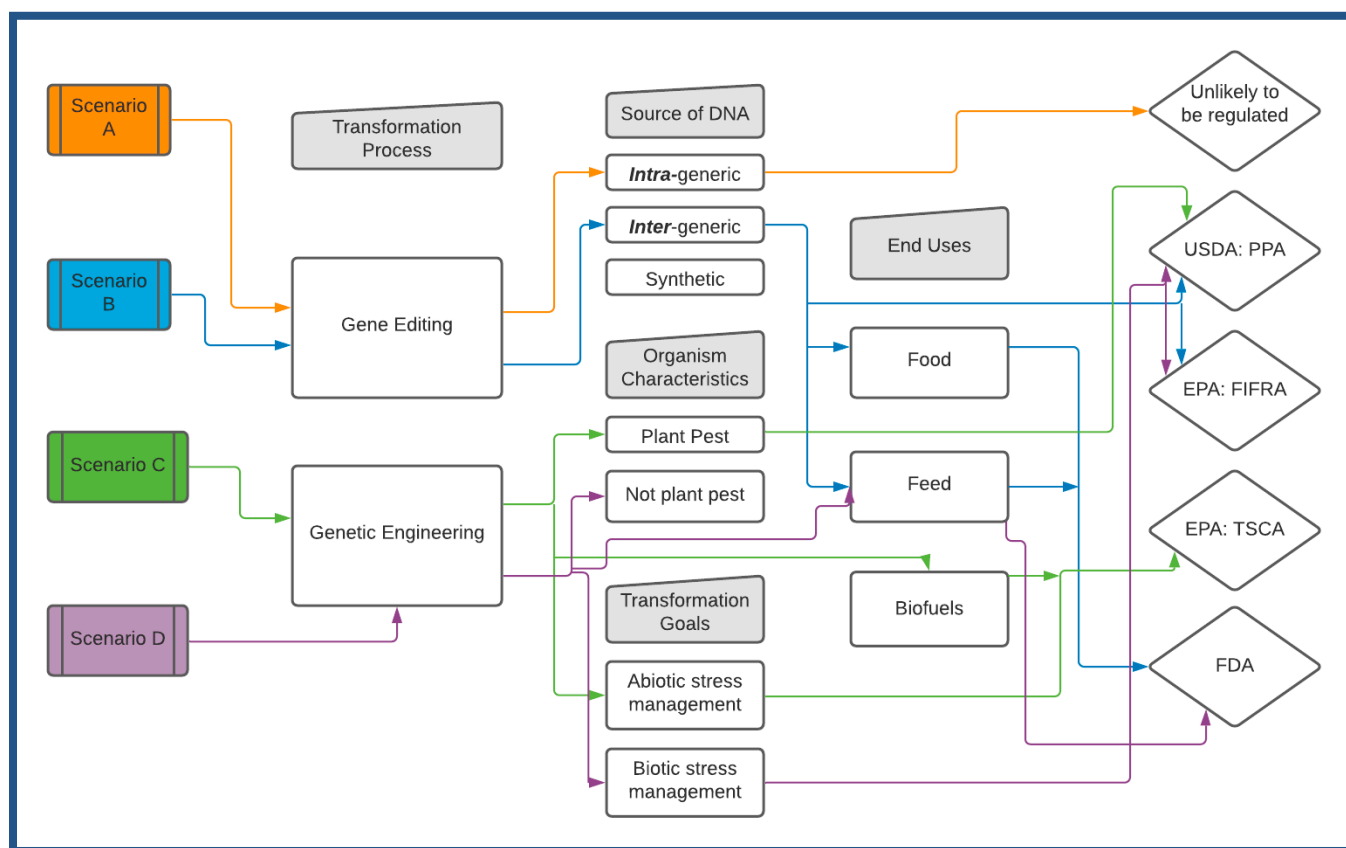 Scenario
A
Scenario
B
Scenario C
Scenario D
Transformation
Process
Gene Editing
Genetic Engineering
Source of DNA
Intra-generic
Inter-generic
Synthetic
Organism
Characteristics
Plant Pest
Not plant pest
Transformation
Goals
Abiotic stress
management
Biotic stress
management
End Uses
Food
Feed
Biofuels
Unlikely to
be regulated
USDA: PPA
EPA: FIFRA
EPA: TSCA
FDA